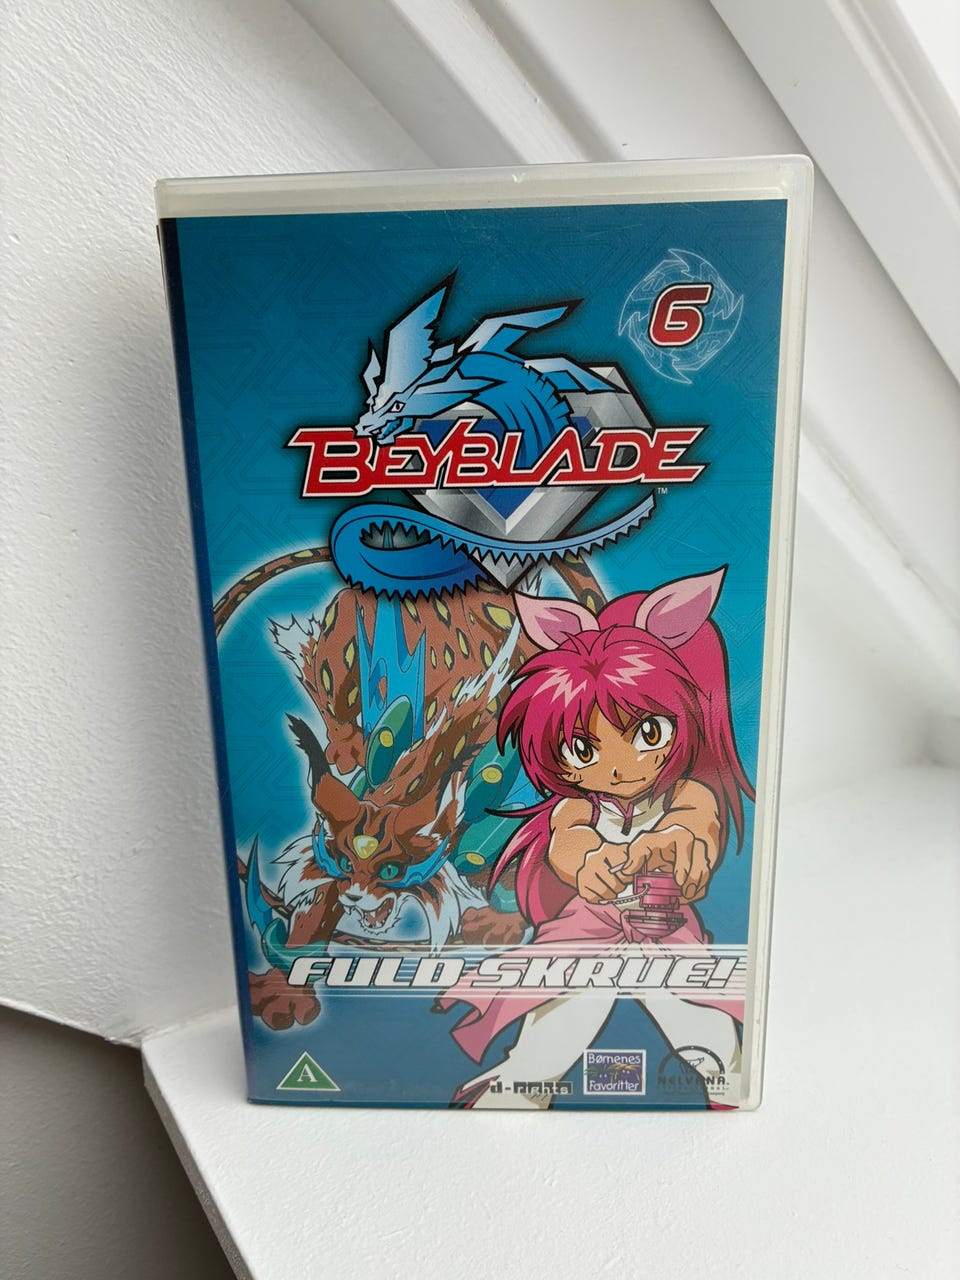 6
BEYBLADE
TM
FULD SKRUE!
A
d-rights
Børnenes
Favoritter
NELVANA